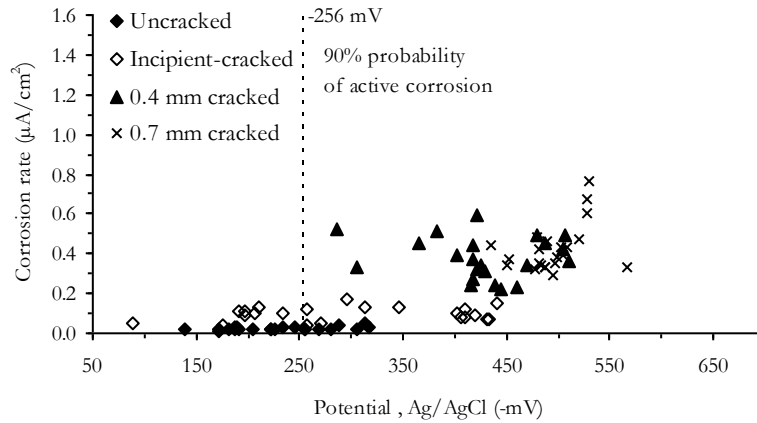 1.6
1.4
1.2
1.0
0.8
0.6
0.4
0.2
0.0
Corrosion rate (µA/cm²)
Uncracked
Incipient-cracked
0.4 mm cracked
0.7 mm cracked
-256 mV
90% probability
of active corrosion
50 150 250 350 450 550 650
Potential , Ag/AgCl (-mV)